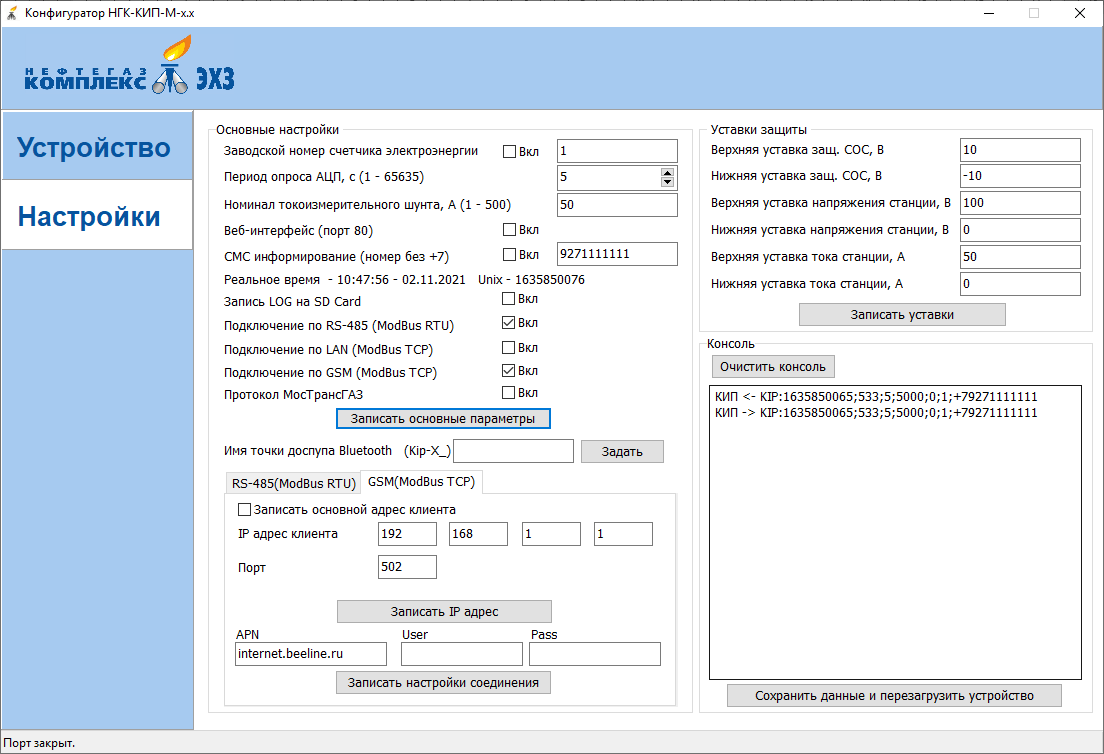 Конфигуратор НГК-КИП-М-х.х
НЕФТЕГАЗ
КОМПЛЕКС ЭХЗ
Устройство
Настройки
Основные настройки
Заводской номер счетчика электроэнергии Вкл 1
Период опроса АЦП, с (1 - 65635) 5
Номинал токоизмерительного шунта, А (1 - 500) 50
Веб-интерфейс (порт 80) Вкл
СМС информирование (номер без +7) Вкл 9271111111
Реальное время - 10:47:56 - 02.11.2021 Unix - 1635850076
Запись LOG на SD Card Вкл
Подключение по RS-485 (ModBus RTU) Вкл
Подключение по LAN (ModBus TCP) Вкл
Подключение по GSM (ModBus TCP) Вкл
Протокол МосТрансГАЗ Вкл
Записать основные параметры
Имя точки доспупа Bluetooth (Kip-X_) Задать
RS-485(ModBus RTU) GSM(ModBus TCP)
Записать основной адрес клиента
IP адрес клиента 192 168 1 1
Порт 502
Записать IP адрес
APN User Pass
internet.beeline.ru
Записать настройки соединения
Уставки защиты
Верхняя уставка защ. СОС, В 10
Нижняя уставка защ. СОС, В -10
Верхняя уставка напряжения станции, В 100
Нижняя уставка напряжения станции, В 0
Верхняя уставка тока станции, А 50
Нижняя уставка тока станции, А 0
Записать уставки
Консоль
Очистить консоль
КИП <- KIP:1635850065;533;5;5000;0;1;+79271111111
КИП -> KIP:1635850065;533;5;5000;0;1;+79271111111
Сохранить данные и перезагрузить устройство
Порт закрыт.